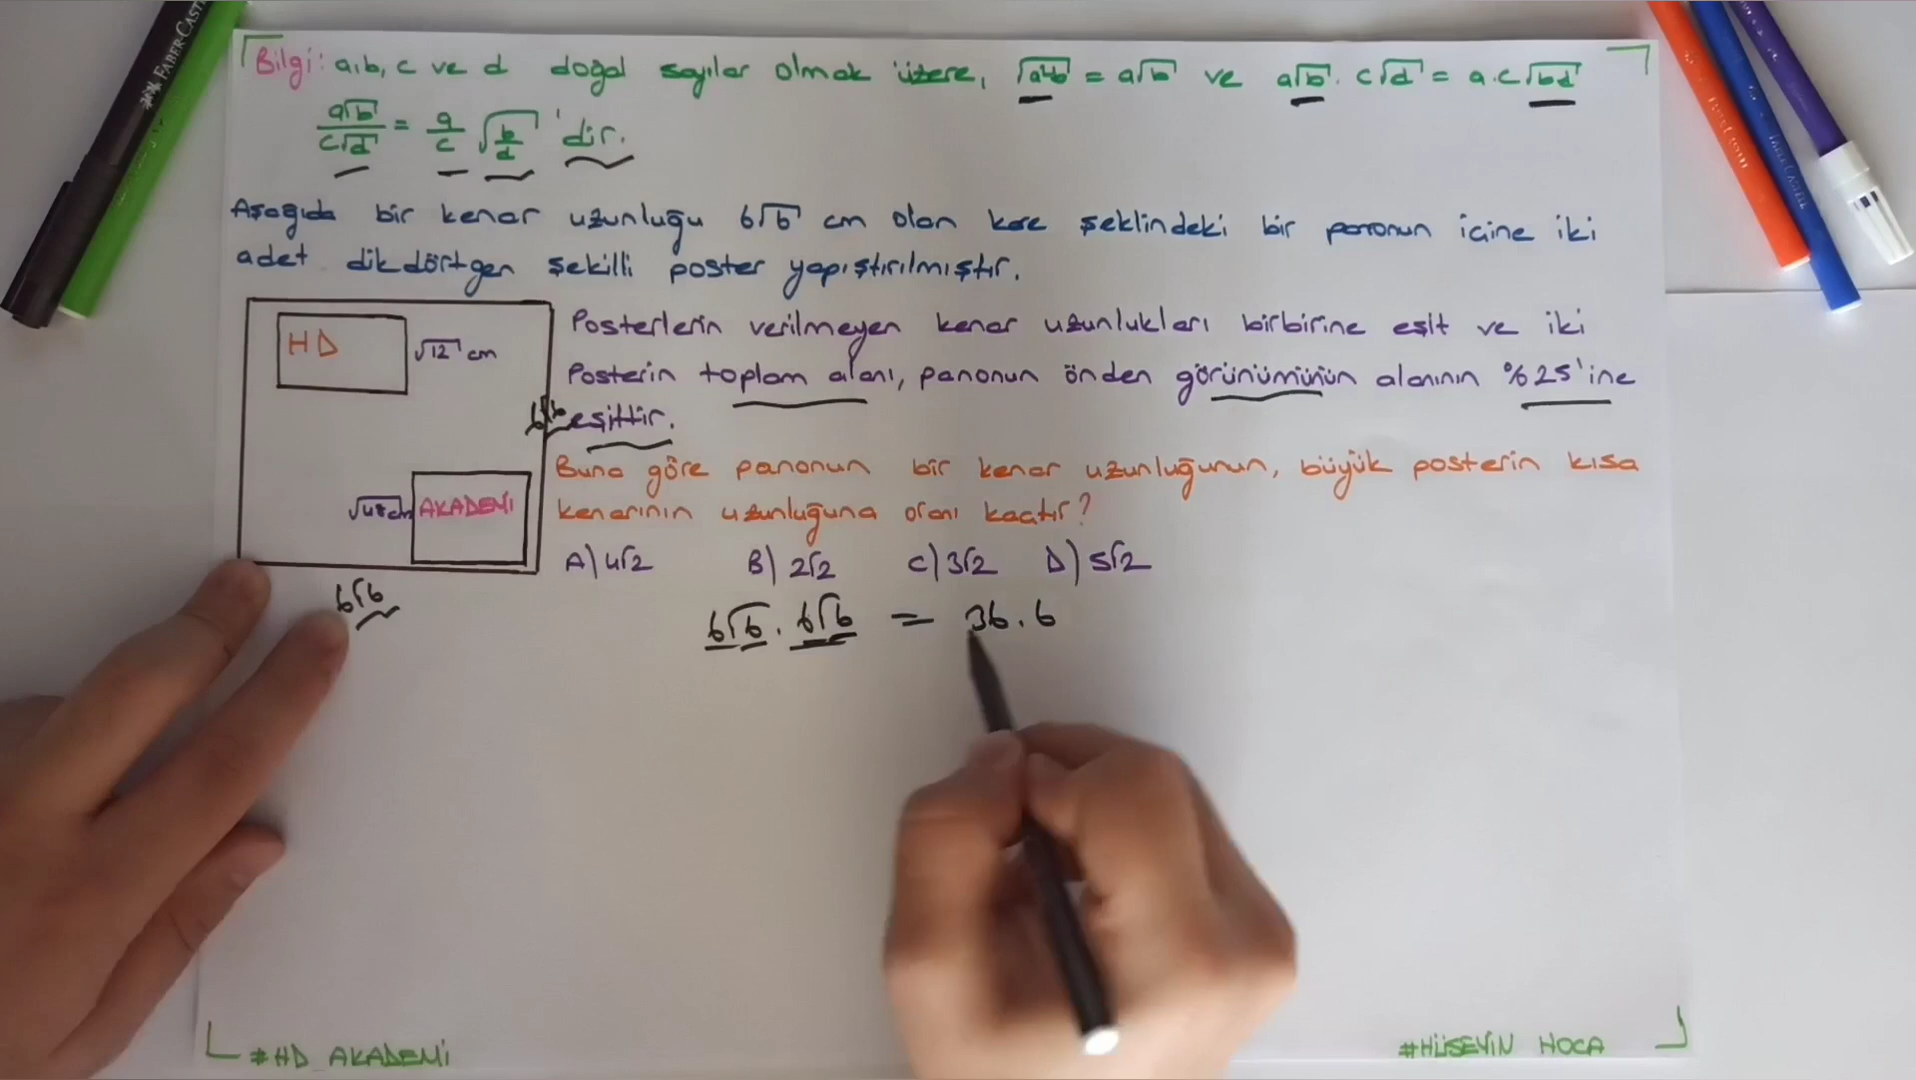 FABER-CASTELL
Bilgi: a,b, c ve d doğal sayılar olmak üzere, √a²b = a√b ve a√b . c√d = a.c√bd
a√b / c√d = a/c √b/d 'dir.
Aşağıda bir kenar uzunluğu 6√6 cm olan kare şeklindeki bir panonun içine iki
adet dikdörtgen şekilli poster yapıştırılmıştır.
HD √12 cm
Posterlerin verilmeyen kenar uzunlukları birbirine eşit ve iki
Posterin toplam alanı, panonun önden görünümünün alanının %25'ine
eşittir.
6√6
Buna göre panonun bir kenar uzunluğunun, büyük posterin kısa
kenarının uzunluğuna oranı kaçtır?
√48 cm AKADEMİ
A) 4√2 B) 2√2 C) 3√2 D) 5√2
6√6
6√6 . 6√6 = 36.6
#HD_AKADEMİ
#HÜSEYİN HOCA